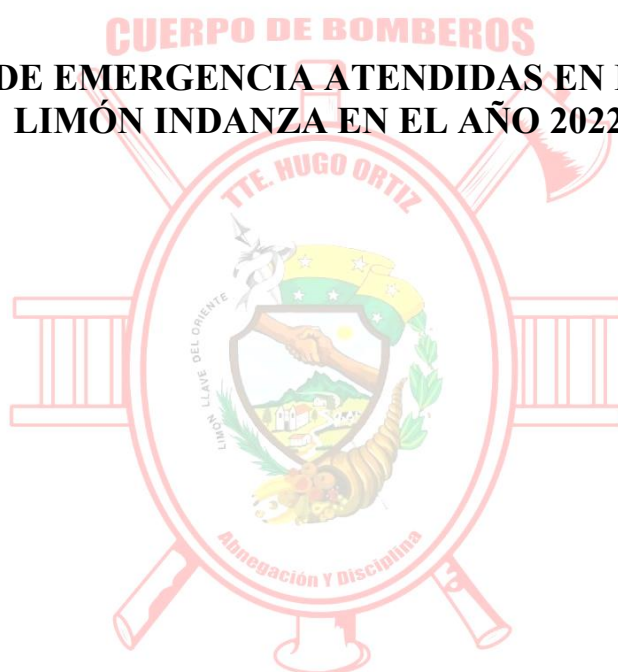 CUERPO DE BOMBEROS
DE EMERGENCIA ATENDIDAS EN
LIMÓN INDANZA EN EL AÑO 2022
TTE. HUGO ORTIZ
LIMÓN LLAVE DEL ORIENTE
Abnegación Y Disciplina